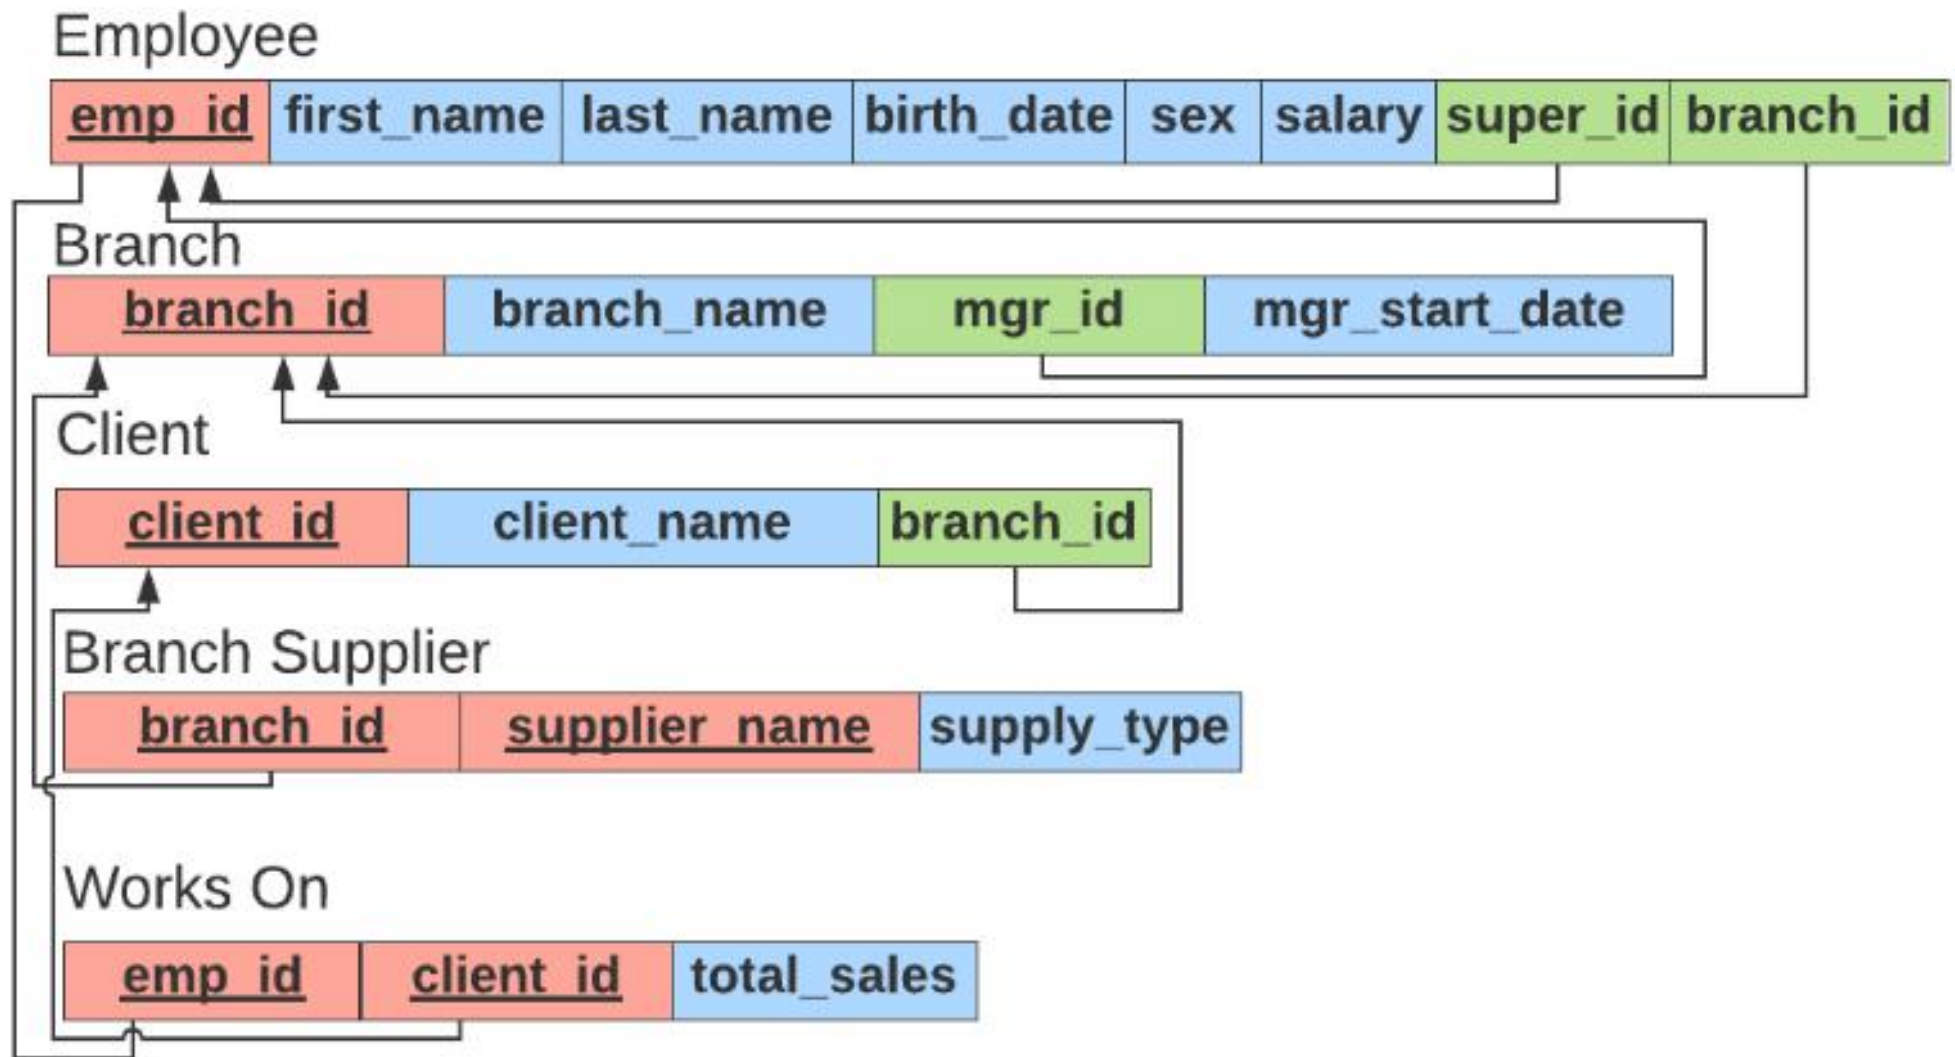 Employee
emp_id first_name last_name birth_date sex salary super_id branch_id
Branch
branch_id branch_name mgr_id mgr_start_date
Client
client_id client_name branch_id
Branch Supplier
branch_id supplier_name supply_type
Works On
emp_id client_id total_sales